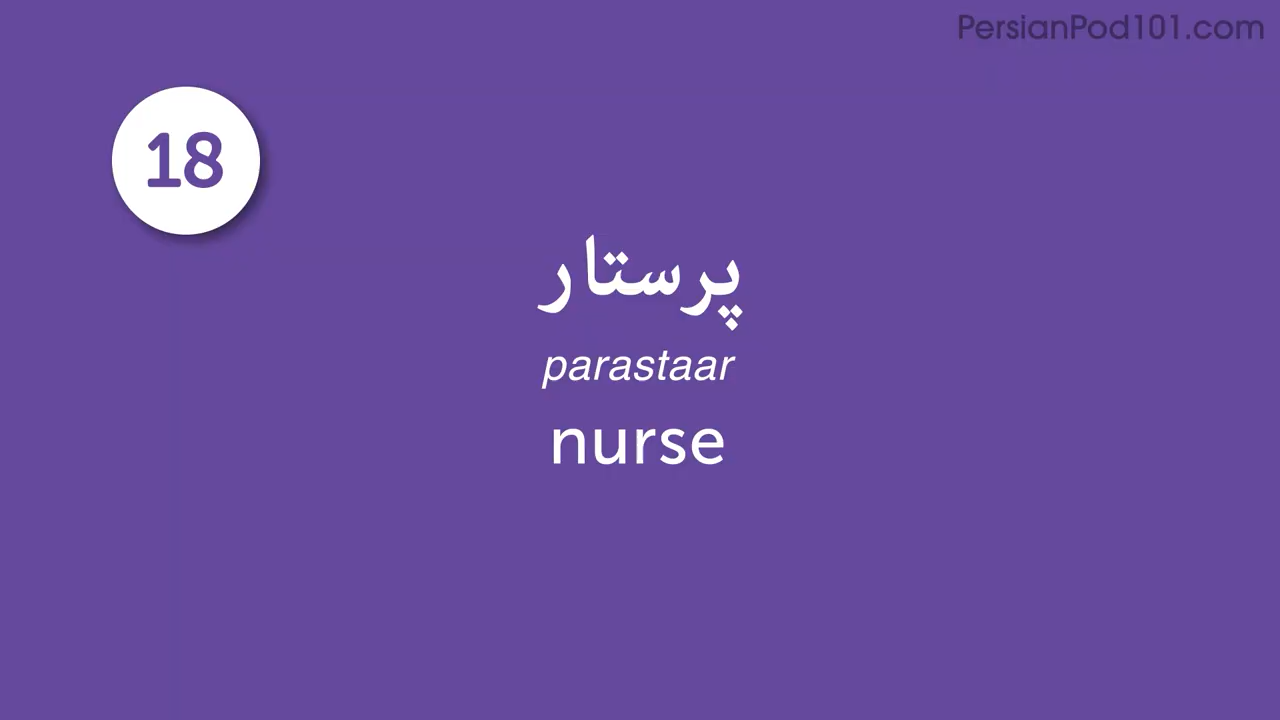 PersianPod101.com
18
پرستار
parastaar
nurse